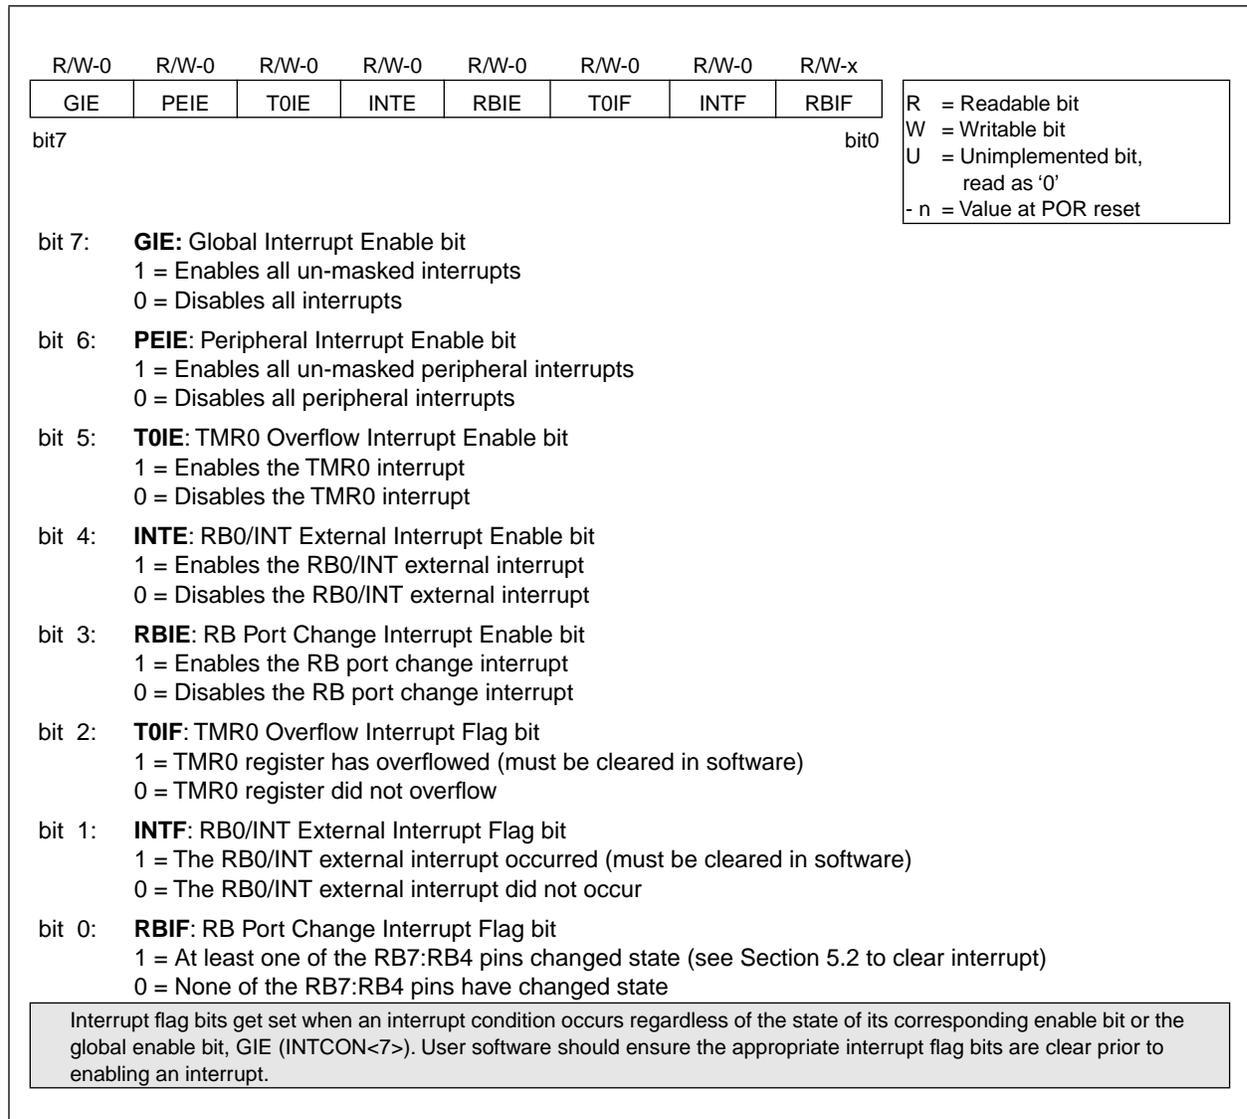 R/W-0 R/W-0 R/W-0 R/W-0 R/W-0 R/W-0 R/W-0 R/W-x
GIE PEIE T0IE INTE RBIE T0IF INTF RBIF
bit7 bit0
R = Readable bit
W = Writable bit
U = Unimplemented bit,
read as ‘0’
- n = Value at POR reset
bit 7: GIE: Global Interrupt Enable bit
1 = Enables all un-masked interrupts
0 = Disables all interrupts
bit 6: PEIE: Peripheral Interrupt Enable bit
1 = Enables all un-masked peripheral interrupts
0 = Disables all peripheral interrupts
bit 5: T0IE: TMR0 Overflow Interrupt Enable bit
1 = Enables the TMR0 interrupt
0 = Disables the TMR0 interrupt
bit 4: INTE: RB0/INT External Interrupt Enable bit
1 = Enables the RB0/INT external interrupt
0 = Disables the RB0/INT external interrupt
bit 3: RBIE: RB Port Change Interrupt Enable bit
1 = Enables the RB port change interrupt
0 = Disables the RB port change interrupt
bit 2: T0IF: TMR0 Overflow Interrupt Flag bit
1 = TMR0 register has overflowed (must be cleared in software)
0 = TMR0 register did not overflow
bit 1: INTF: RB0/INT External Interrupt Flag bit
1 = The RB0/INT external interrupt occurred (must be cleared in software)
0 = The RB0/INT external interrupt did not occur
bit 0: RBIF: RB Port Change Interrupt Flag bit
1 = At least one of the RB7:RB4 pins changed state (see Section 5.2 to clear interrupt)
0 = None of the RB7:RB4 pins have changed state
Interrupt flag bits get set when an interrupt condition occurs regardless of the state of its corresponding enable bit or the
global enable bit, GIE (INTCON<7>). User software should ensure the appropriate interrupt flag bits are clear prior to
enabling an interrupt.